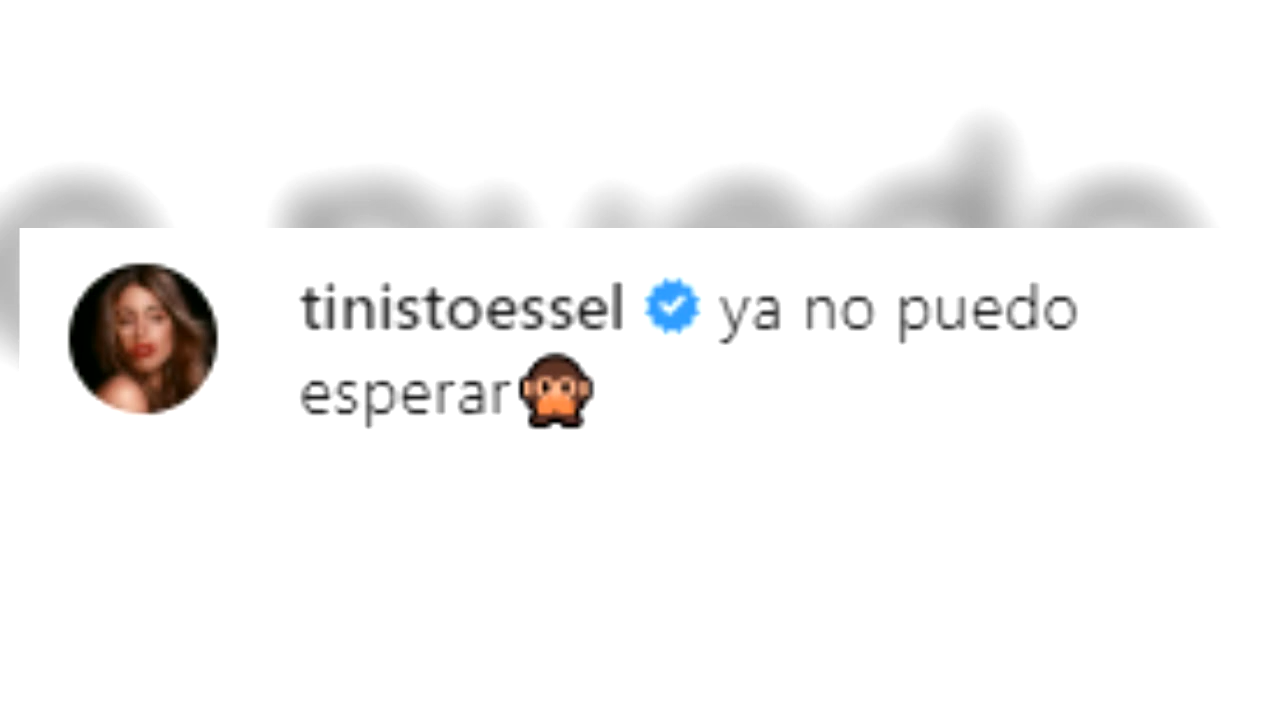 tinistoessel ya no puedo
esperar🙊